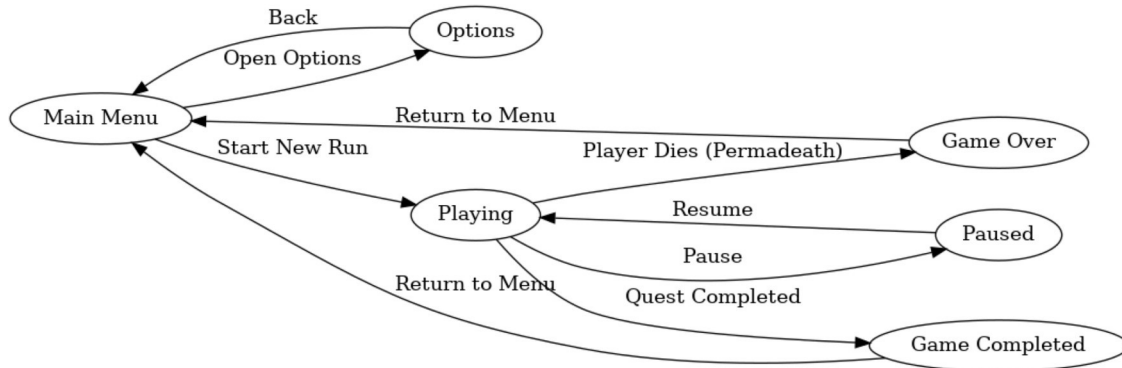 Back
Options
Open Options
Main Menu
Return to Menu
Game Over
Start New Run
Player Dies (Permadeath)
Playing
Resume
Paused
Pause
Return to Menu
Quest Completed
Game Completed